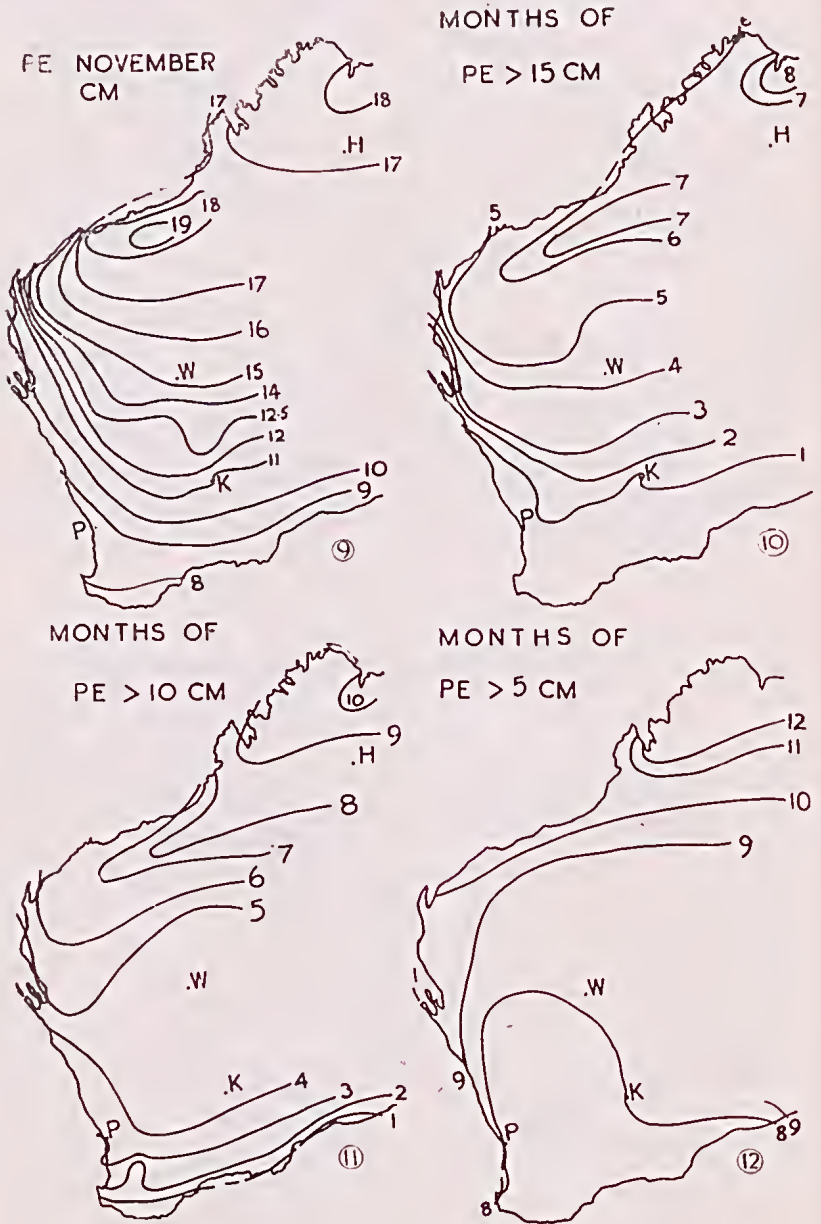 PE NOVEMBER
CM
17
18
.H
17
18
19
17
16
.W
15
14
12.5
12
11
K
10
9
P
8
⑨
MONTHS OF
PE > 15 CM
8
7
.H
7
5
7
6
5
.W
4
3
2
K
1
P
⑩
MONTHS OF
PE > 10 CM
10
9
.H
8
7
6
5
.W
.K
4
3
2
1
P
⑪
MONTHS OF
PE > 5 CM
12
11
10
9
.W
9
K
P
8
9
8
⑫